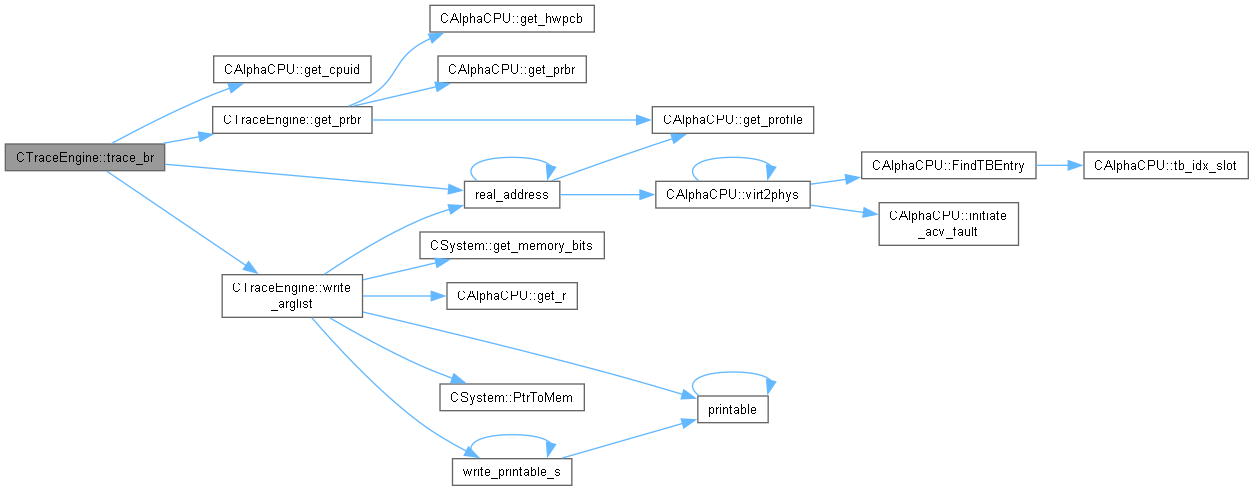 CAlphaCPU::get_hwpcb
CAlphaCPU::get_cpuid
CAlphaCPU::get_prbr
CTraceEngine::get_prbr
CAlphaCPU::get_profile
CTraceEngine::trace_br
CAlphaCPU::FindTBEntry
CAlphaCPU::tb_idx_slot
real_address
CAlphaCPU::virt2phys
CAlphaCPU::initiate
_acv_fault
CSystem::get_memory_bits
CTraceEngine::write
_arglist
CAlphaCPU::get_r
CSystem::PtrToMem
printable
write_printable_s